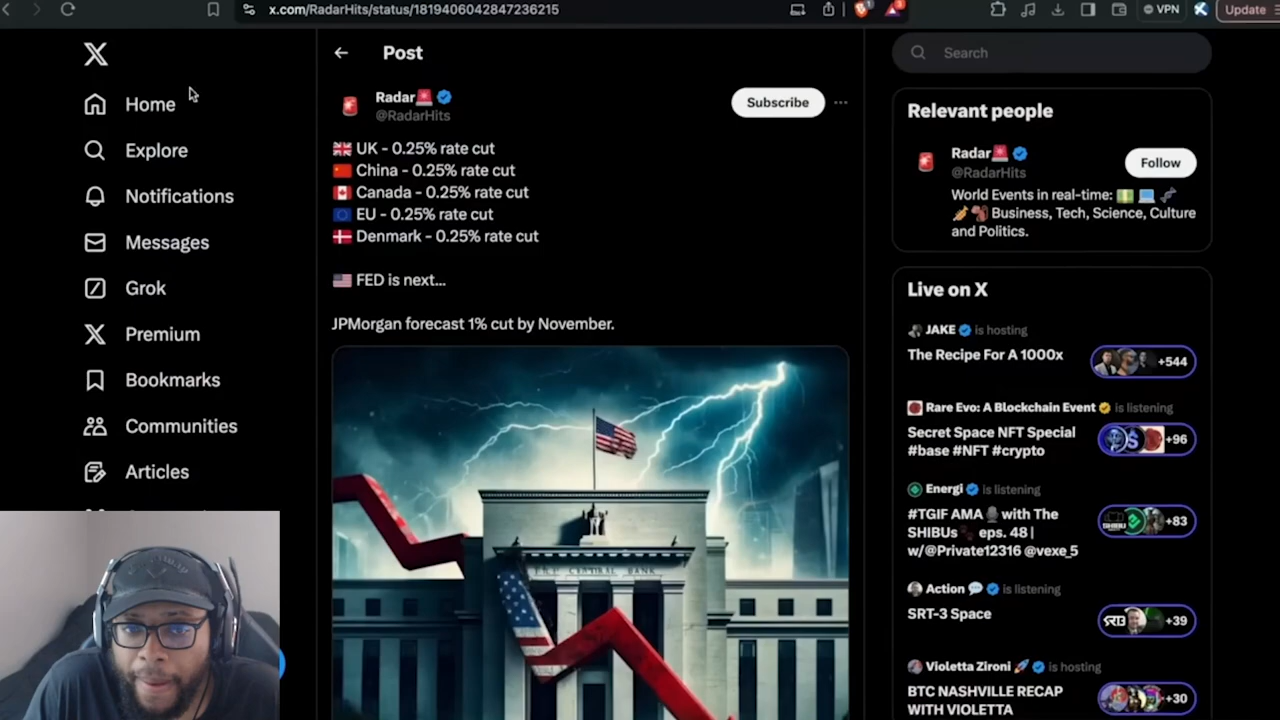 x.com/RadarHits/status/1819406042847236215
VPN
Update
Home
Explore
Notifications
Messages
Grok
Premium
Bookmarks
Communities
Articles
Post
Radar
@RadarHits
Subscribe
UK - 0.25% rate cut
China - 0.25% rate cut
Canada - 0.25% rate cut
EU - 0.25% rate cut
Denmark - 0.25% rate cut
FED is next...
JPMorgan forecast 1% cut by November.
CENTRAL BANK
Search
Relevant people
Radar
@RadarHits
Follow
World Events in real-time:
Business, Tech, Science, Culture
and Politics.
Live on X
JAKE is hosting
The Recipe For A 1000x
+544
Rare Evo: A Blockchain Event is listening
Secret Space NFT Special
#base #NFT #crypto
+96
Energi is listening
#TGIF AMA with The
SHIBUs eps. 48 |
w/@Private12316 @vexe_5
+83
Action is listening
SRT-3 Space
+39
Violetta Zironi is hosting
BTC NASHVILLE RECAP
WITH VIOLETTA
+30